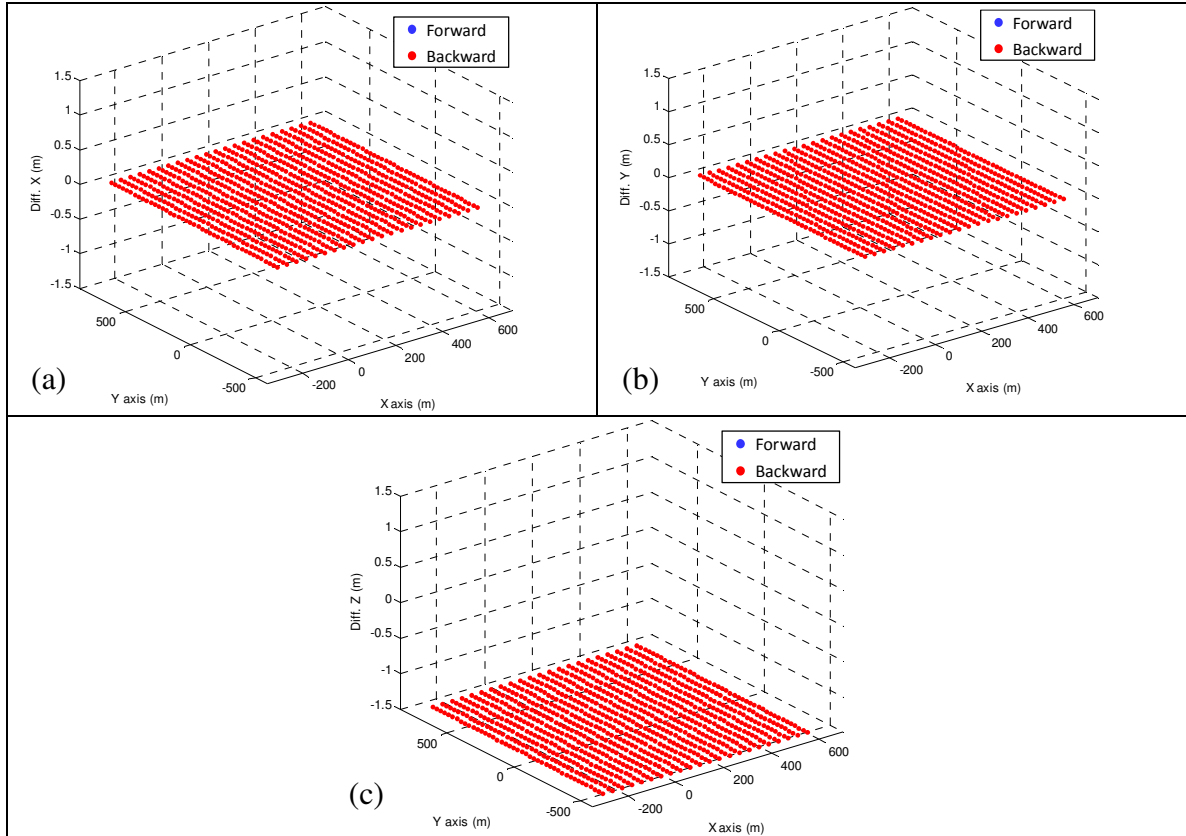 Forward
Backward
1.5
1
0.5
0
-0.5
-1
-1.5
Diff. X (m)
500
0
-500
Y axis (m)
-200
0
200
400
600
X axis (m)
(a)
Forward
Backward
1.5
1
0.5
0
-0.5
-1
-1.5
Diff. Y (m)
500
0
-500
Y axis (m)
-200
0
200
400
600
X axis (m)
(b)
Forward
Backward
1.5
1
0.5
0
-0.5
-1
-1.5
Diff. Z (m)
500
0
-500
Y axis (m)
-200
0
200
400
600
X axis (m)
(c)